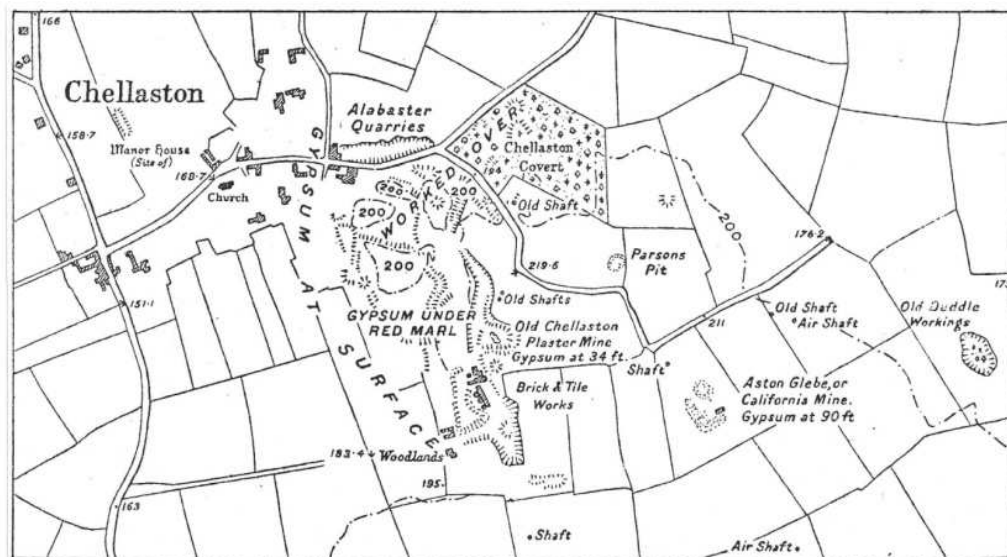 166
Chellaston
158·7
Manor House
(Site of)
168·7
Church
GYPSUM AT SURFACE
Alabaster
Quarries
WORKED OVER
Chellaston
Covert
194
200
200
200
200
Old Shaft
219·6
Parsons
Pit
200
176·2
151·1
GYPSUM UNDER
RED MARL
Old Shafts
Old Chellaston
Plaster Mine
Gypsum at 34 ft.
Shaft
211
Old Shaft
Air Shaft
Old Duddle
Workings
Brick & Tile
Works
Aston Glebe, or
California Mine.
Gypsum at 90 ft
183·4
Woodlands
195
163
Shaft
Air Shaft